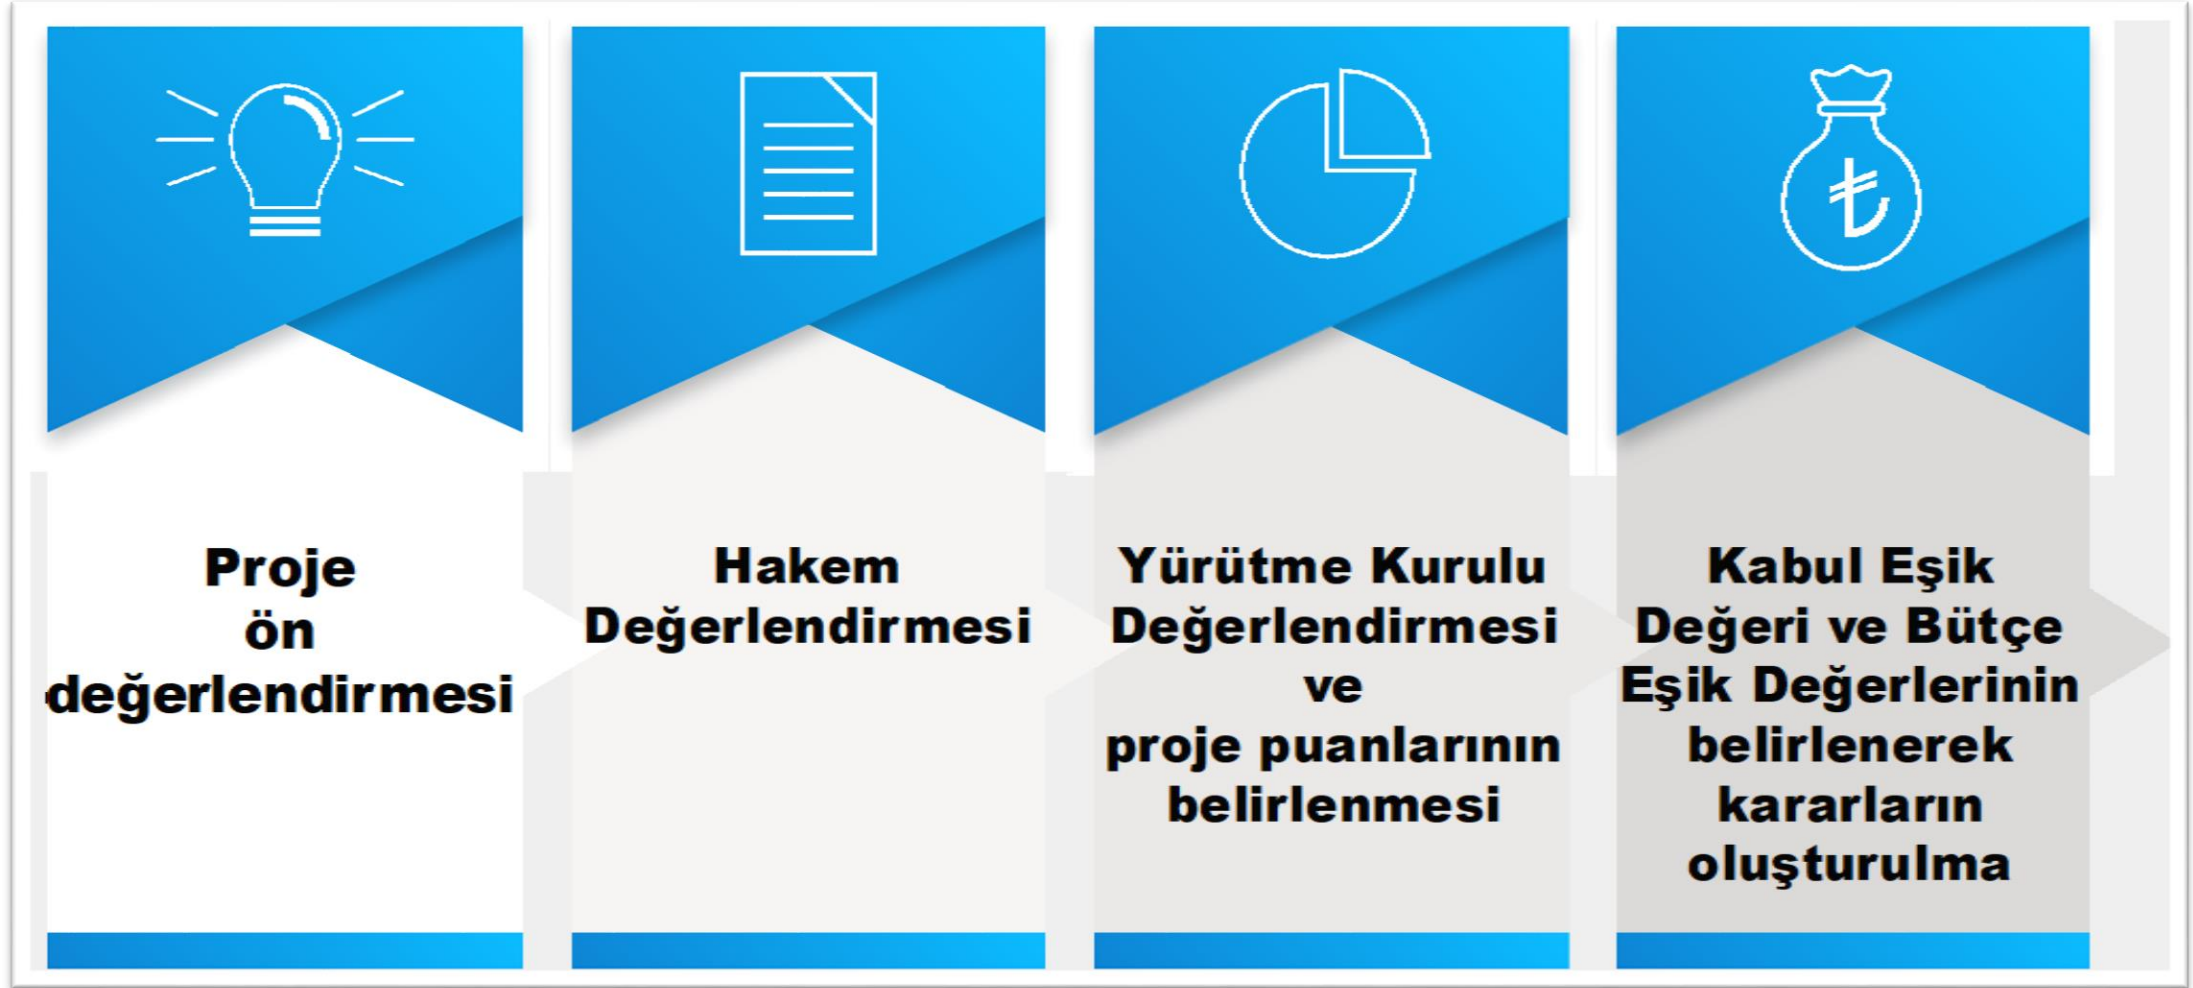 Proje
ön
değerlendirmesi
Hakem
Değerlendirmesi
Yürütme Kurulu
Değerlendirmesi
ve
proje puanlarının
belirlenmesi
Kabul Eşik
Değeri ve Bütçe
Eşik Değerlerinin
belirlenerek
kararların
oluşturulma